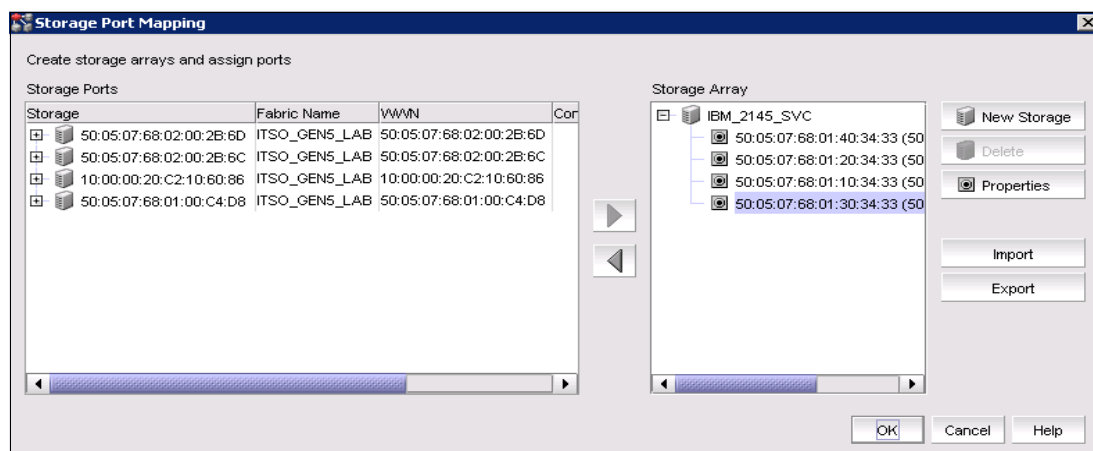 Storage Port Mapping
Create storage arrays and assign ports
Storage Ports
Storage Fabric Name WWN Cor
50:05:07:68:02:00:2B:6D ITSO_GEN5_LAB 50:05:07:68:02:00:2B:6D
50:05:07:68:02:00:2B:6C ITSO_GEN5_LAB 50:05:07:68:02:00:2B:6C
10:00:00:20:C2:10:60:86 ITSO_GEN5_LAB 10:00:00:20:C2:10:60:86
50:05:07:68:01:00:C4:D8 ITSO_GEN5_LAB 50:05:07:68:01:00:C4:D8
Storage Array
IBM_2145_SVC
50:05:07:68:01:40:34:33 (50
50:05:07:68:01:20:34:33 (50
50:05:07:68:01:10:34:33 (50
50:05:07:68:01:30:34:33 (50
New Storage
Delete
Properties
Import
Export
OK Cancel Help